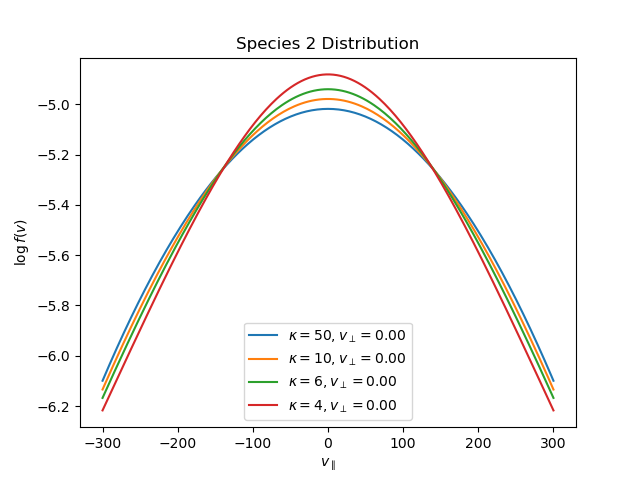 Species 2 Distribution
log f(v)
−5.0
−5.2
−5.4
−5.6
−5.8
−6.0
−6.2
κ = 50, v⊥ = 0.00
κ = 10, v⊥ = 0.00
κ = 6, v⊥ = 0.00
κ = 4, v⊥ = 0.00
−300 −200 −100 0 100 200 300
v∥